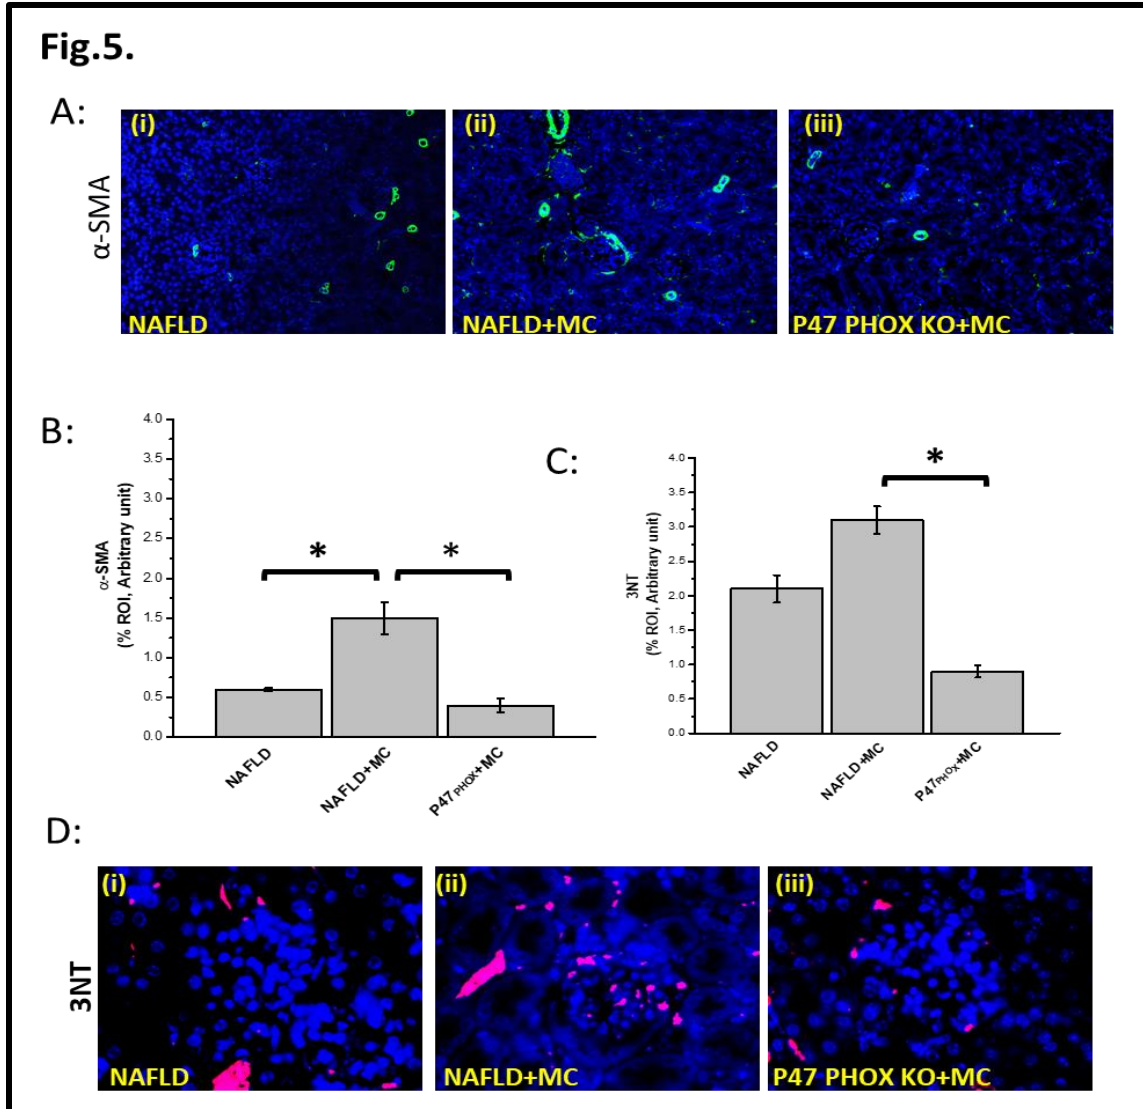 Fig.5.
A:
α-SMA
(i)
NAFLD
(ii)
NAFLD+MC
(iii)
P47 PHOX KO+MC
B:
α-SMA
(% ROI, Arbitrary unit)
4.0
3.5
3.0
2.5
2.0
1.5
1.0
0.5
0.0
*
*
NAFLD
NAFLD+MC
P47PHOX+MC
C:
3NT
(% ROI, Arbitrary unit)
4.0
3.5
3.0
2.5
2.0
1.5
1.0
0.5
0.0
*
NAFLD
NAFLD+MC
P47PHOX+MC
D:
3NT
(i)
NAFLD
(ii)
NAFLD+MC
(iii)
P47 PHOX KO+MC